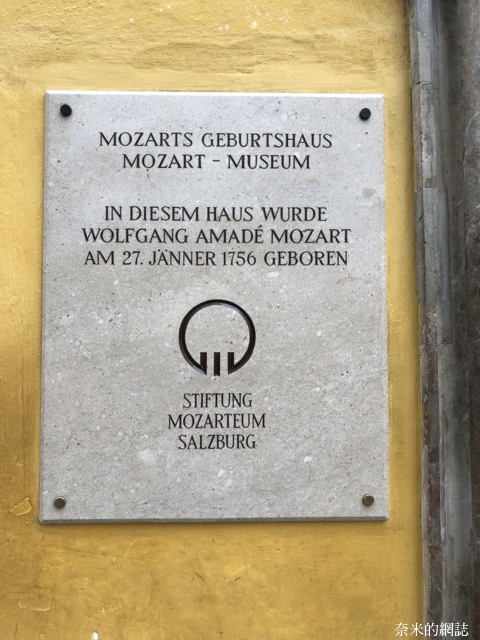 MOZARTS GEBURTSHAUS
MOZART - MUSEUM
IN DIESEM HAUS WURDE
WOLFGANG AMADÉ MOZART
AM 27. JÄNNER 1756 GEBOREN
STIFTUNG
MOZARTEUM
SALZBURG
奈米的網誌